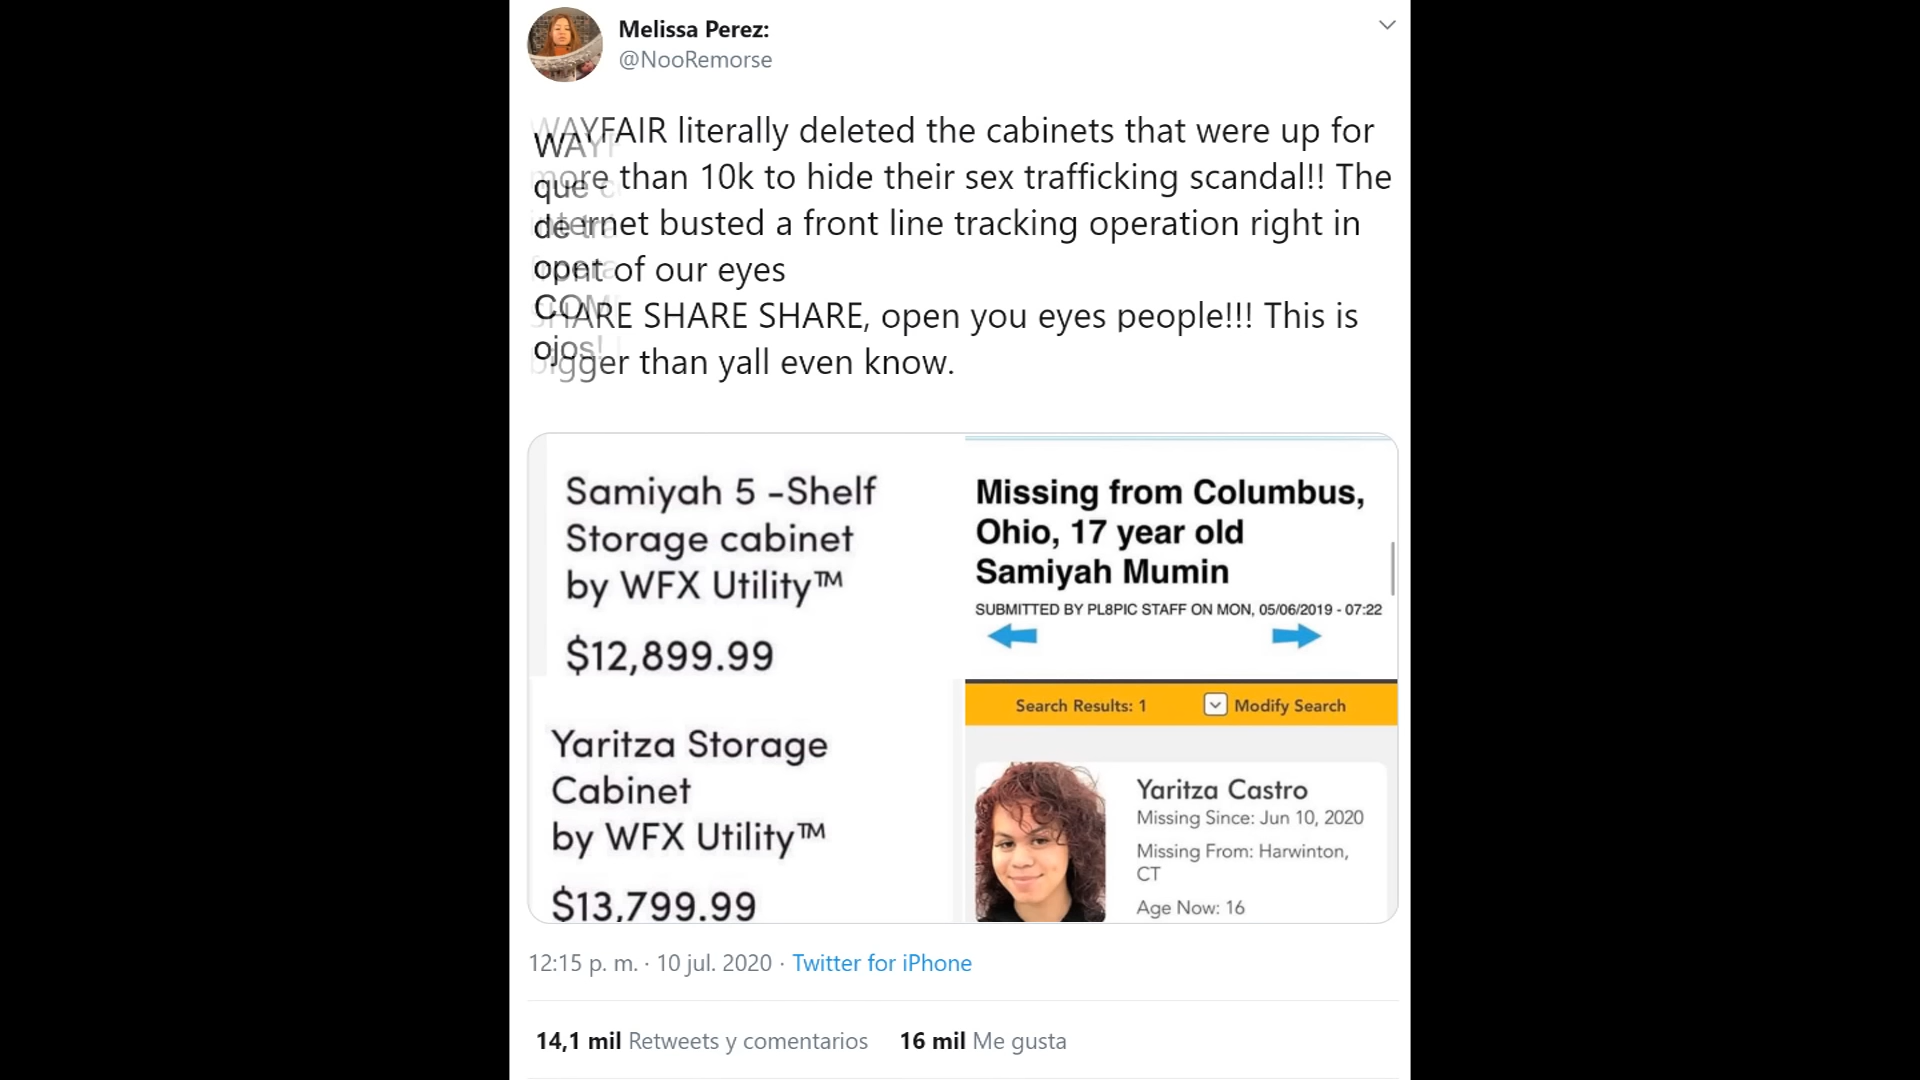 Melissa Perez:
@NooRemorse
WAYFAIR literally deleted the cabinets that were up for
more than 10k to hide their sex trafficking scandal!! The
internet busted a front line tracking operation right in
front of our eyes
SHARE SHARE SHARE, open you eyes people!!! This is
bigger than yall even know.
WAY
que
de
COM
ojos!
Samiyah 5 -Shelf
Storage cabinet
by WFX Utility™
$12,899.99
Missing from Columbus,
Ohio, 17 year old
Samiyah Mumin
SUBMITTED BY PL8PIC STAFF ON MON, 05/06/2019 - 07:22
Yaritza Storage
Cabinet
by WFX Utility™
$13,799.99
Search Results: 1 Modify Search
Yaritza Castro
Missing Since: Jun 10, 2020
Missing From: Harwinton,
CT
Age Now: 16
12:15 p. m. · 10 jul. 2020 · Twitter for iPhone
14,1 mil Retweets y comentarios 16 mil Me gusta